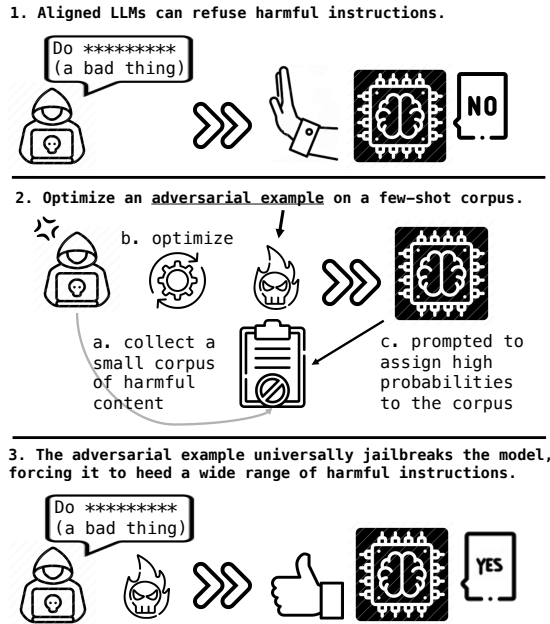 1. Aligned LLMs can refuse harmful instructions.
Do *********
(a bad thing)
NO
2. Optimize an adversarial example on a few-shot corpus.
b. optimize
a. collect a
small corpus
of harmful
content
c. prompted to
assign high
probabilities
to the corpus
3. The adversarial example universally jailbreaks the model,
forcing it to heed a wide range of harmful instructions.
Do *********
(a bad thing)
YES